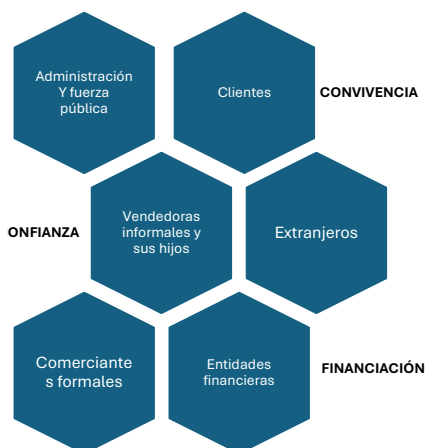 Administración
Y fuerza
pública
Clientes
CONVIVENCIA
ONFIANZA
Vendedoras
informales y
sus hijos
Extranjeros
Comerciante
s formales
Entidades
financieras
FINANCIACIÓN